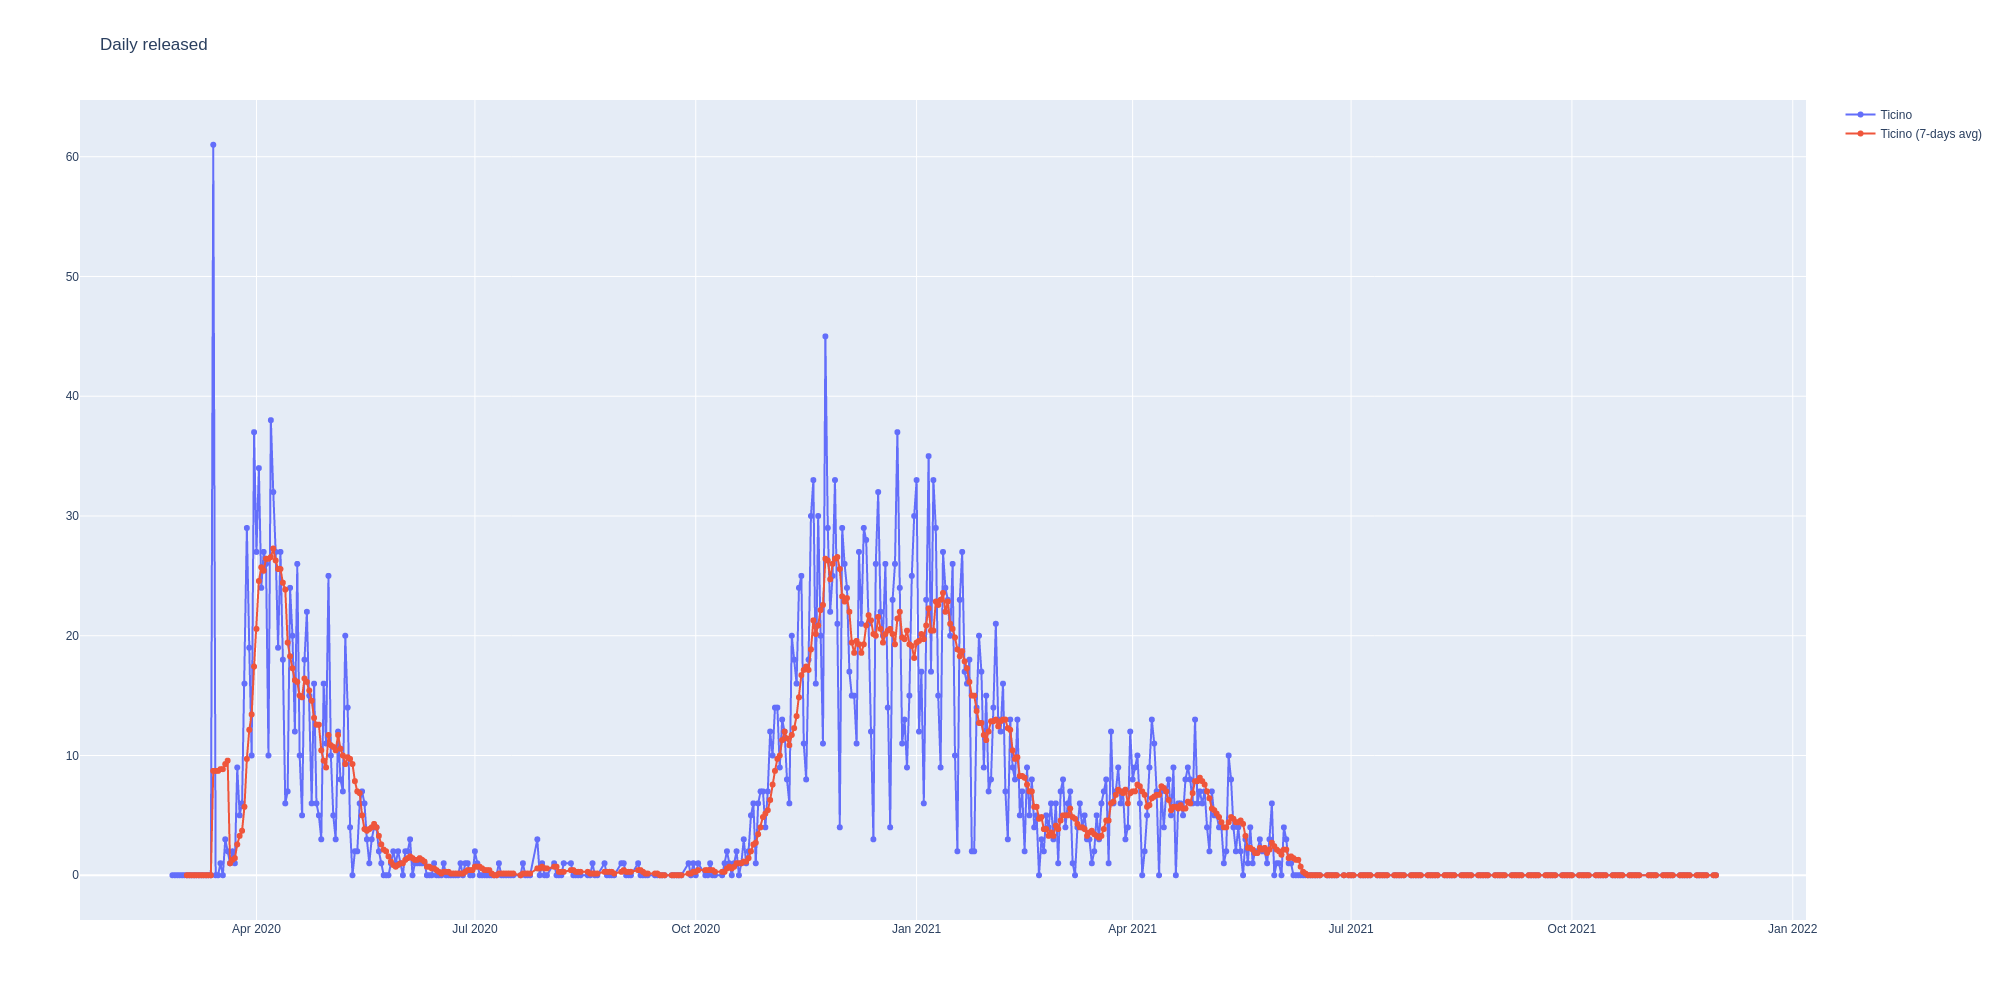 Daily released
Ticino
Ticino (7-days avg)
60
50
40
30
20
10
0
Apr 2020
Jul 2020
Oct 2020
Jan 2021
Apr 2021
Jul 2021
Oct 2021
Jan 2022